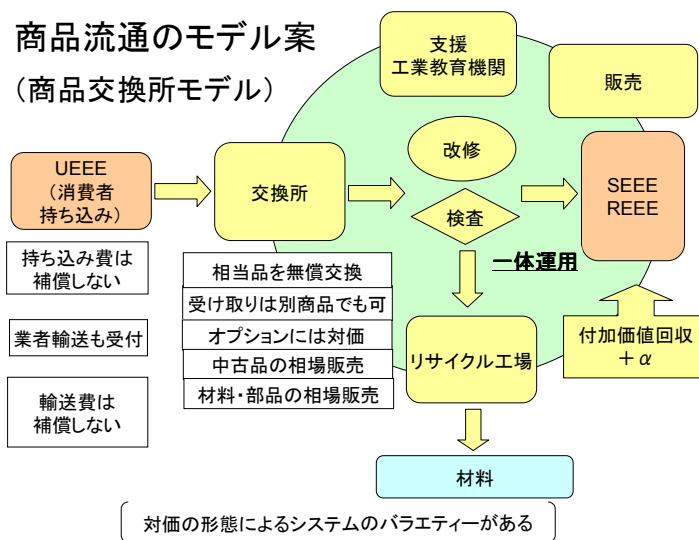 商品流通のモデル案
(商品交換所モデル)
支援
工業教育機関
販売
UEEE
(消費者
持ち込み)
交換所
改修
検査
SEEE
REEE
持ち込み費は
補償しない
業者輸送も受付
輸送費は
補償しない
相当品を無償交換
受け取りは別商品でも可
オプションには対価
中古品の相場販売
材料・部品の相場販売
一体運用
リサイクル工場
付加価値回収
+α
材料
対価の形態によるシステムのバラエティーがある